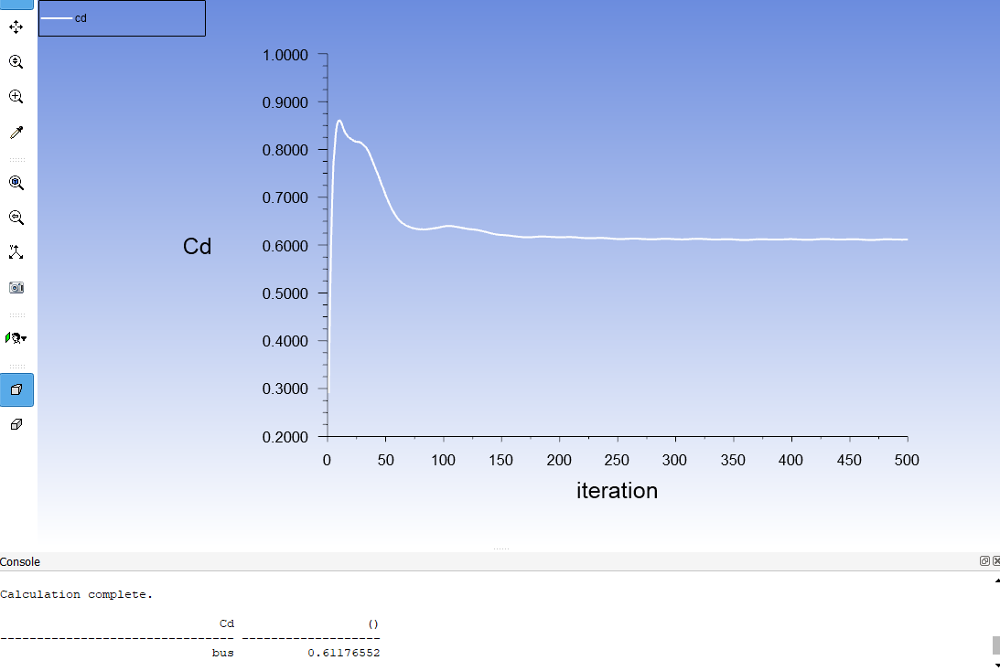 cd
1.0000
0.9000
0.8000
0.7000
0.6000
0.5000
0.4000
0.3000
0.2000
Cd
0 50 100 150 200 250 300 350 400 450 500
iteration
Console
Calculation complete.
Cd ()
-------------------------------- -------------------
bus 0.61176552